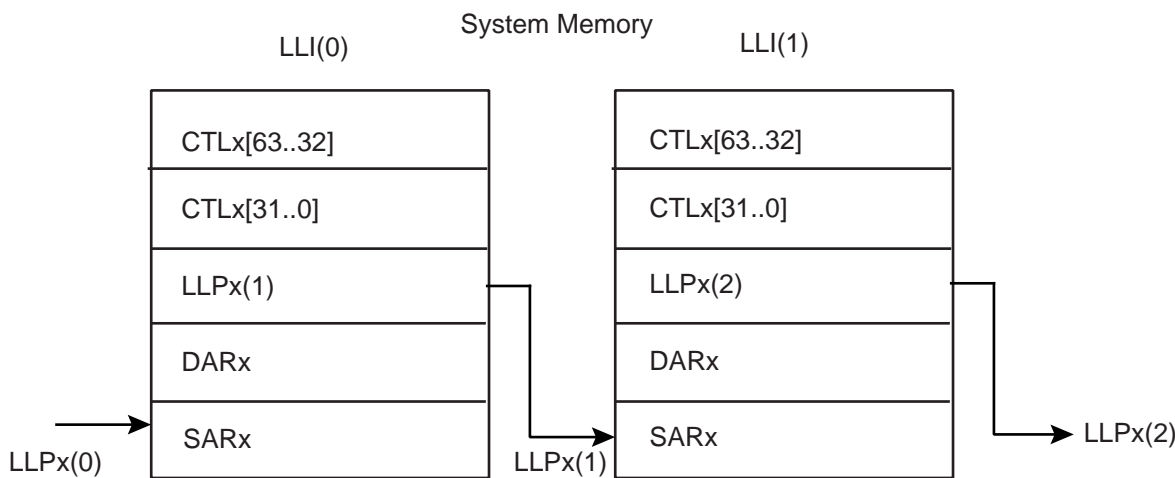 System Memory
LLI(0)
LLI(1)
CTLx[63..32]
CTLx[31..0]
LLPx(1)
DARx
SARx
LLPx(0)
CTLx[63..32]
CTLx[31..0]
LLPx(2)
DARx
SARx
LLPx(1)
LLPx(2)